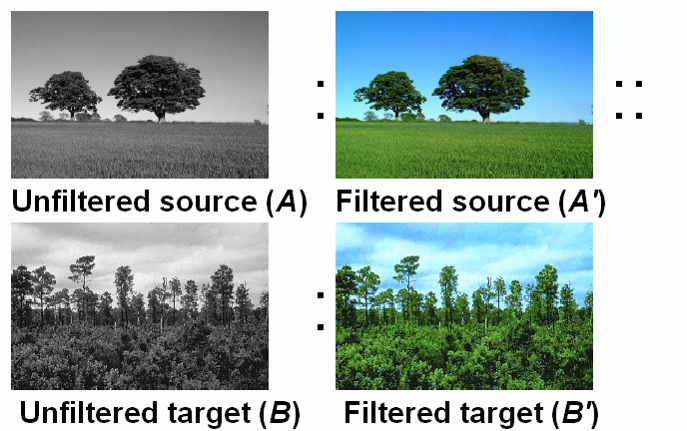 : ::
Unfiltered source (A) Filtered source (A')
:
Unfiltered target (B) Filtered target (B')